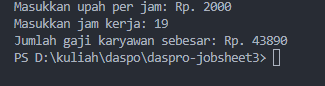 Masukkan upah per jam: Rp. 2000
Masukkan jam kerja: 19
Jumlah gaji karyawan sebesar: Rp. 43890
PS D:\kuliah\daspo\daspro-jobsheet3>